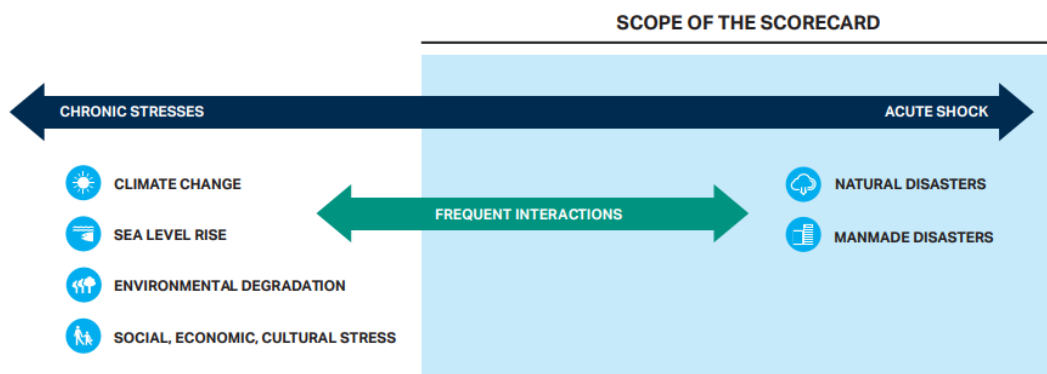 SCOPE OF THE SCORECARD
CHRONIC STRESSES
ACUTE SHOCK
CLIMATE CHANGE
NATURAL DISASTERS
FREQUENT INTERACTIONS
SEA LEVEL RISE
MANMADE DISASTERS
ENVIRONMENTAL DEGRADATION
SOCIAL, ECONOMIC, CULTURAL STRESS